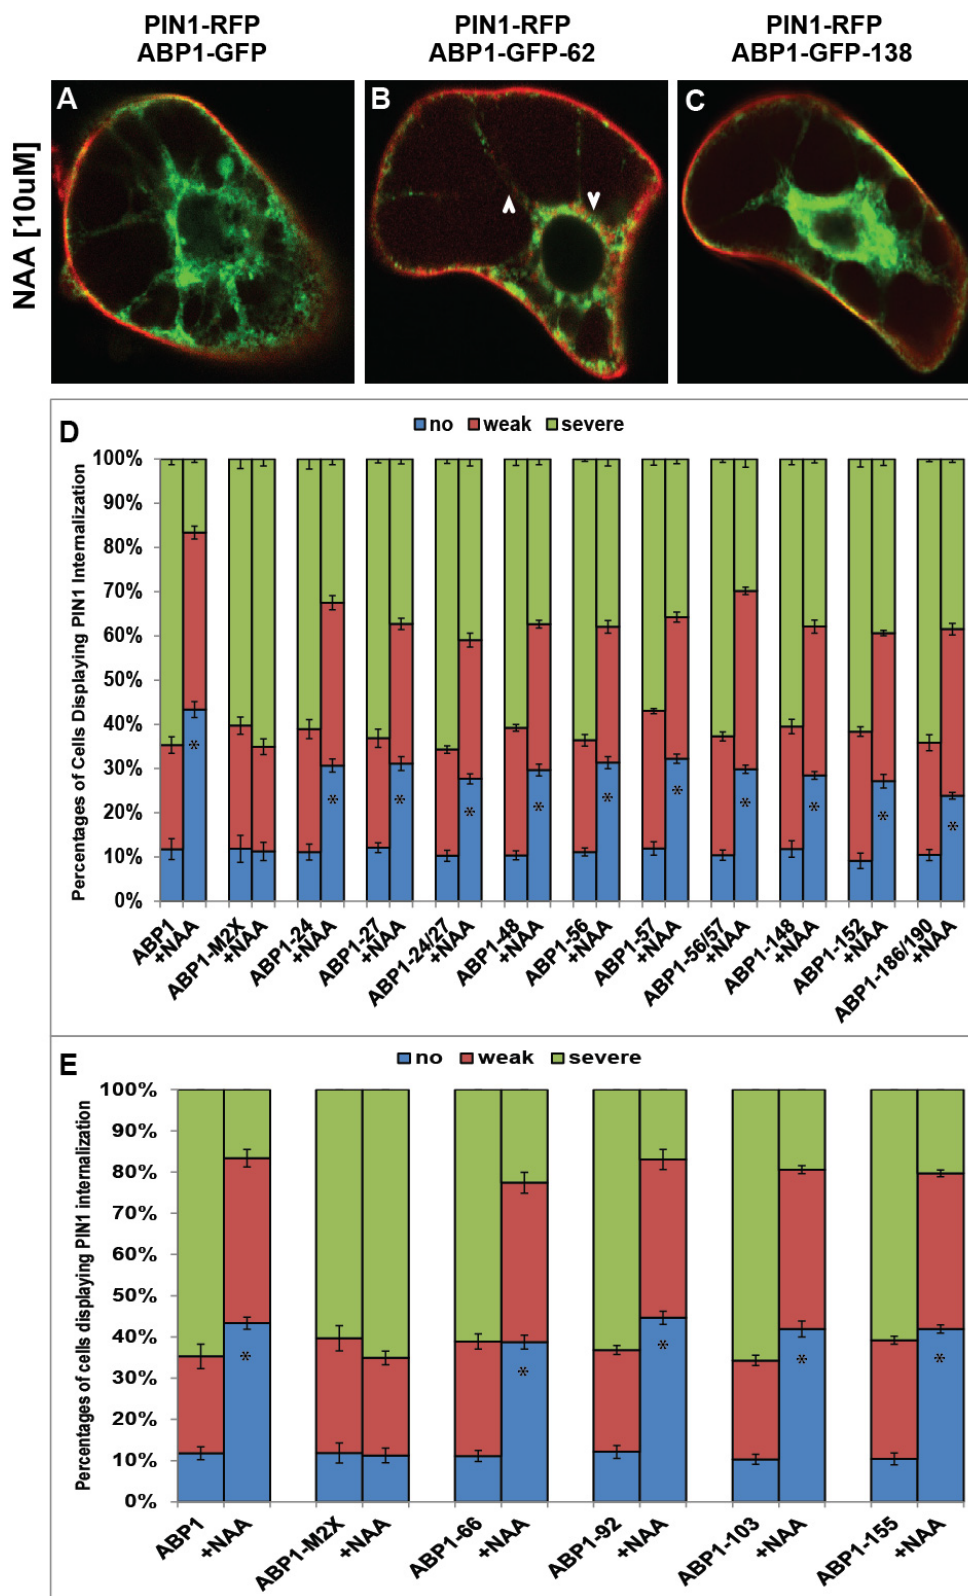 PIN1-RFP
ABP1-GFP
PIN1-RFP
ABP1-GFP-62
PIN1-RFP
ABP1-GFP-138
NAA [10uM]
A
B
C
D
no weak severe
Percentages of Cells Displaying PIN1 Internalization
100%
90%
80%
70%
60%
50%
40%
30%
20%
10%
0%
* * * * * * * * * * *
ABP1
+NAA
ABP1-M2X
+NAA
ABP1-24
+NAA
ABP1-27
+NAA
ABP1-24/27
+NAA
ABP1-48
+NAA
ABP1-56
+NAA
ABP1-57
+NAA
ABP1-56/57
+NAA
ABP1-148
+NAA
ABP1-152
+NAA
ABP1-186/190
+NAA
E
no weak severe
Percentages of cells displaying PIN1 internalization
100%
90%
80%
70%
60%
50%
40%
30%
20%
10%
0%
* * * * *
ABP1
+NAA
ABP1-M2X
+NAA
ABP1-66
+NAA
ABP1-92
+NAA
ABP1-103
+NAA
ABP1-155
+NAA